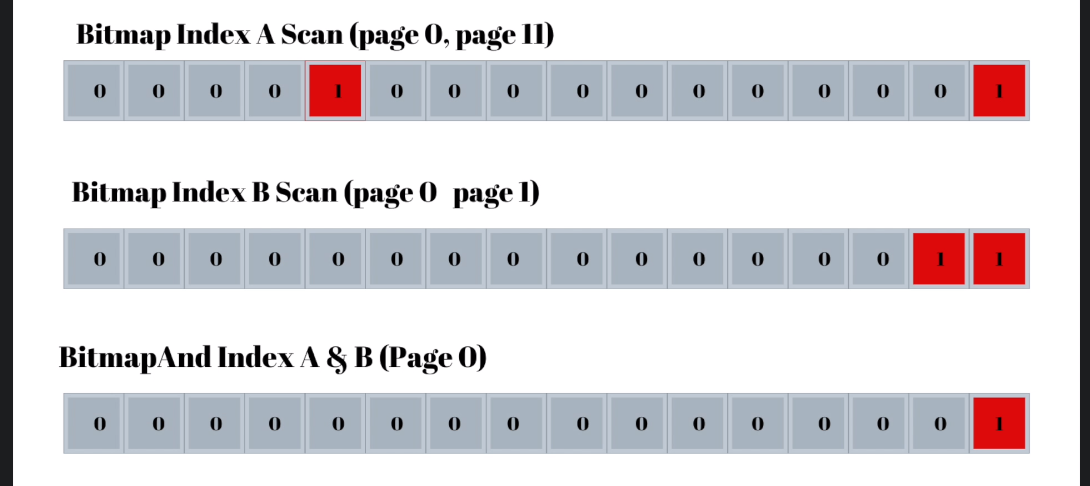 Bitmap Index A Scan (page 0, page 11)
0 0 0 0 1 0 0 0 0 0 0 0 0 0 0 1
Bitmap Index B Scan (page 0 page 1)
0 0 0 0 0 0 0 0 0 0 0 0 0 0 1 1
BitmapAnd Index A & B (Page 0)
0 0 0 0 0 0 0 0 0 0 0 0 0 0 0 1